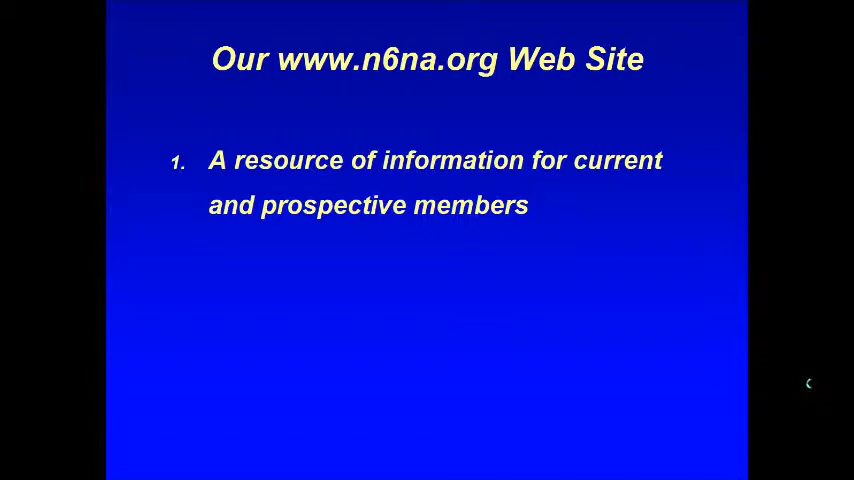 Our www.n6na.org Web Site
1. A resource of information for current
and prospective members